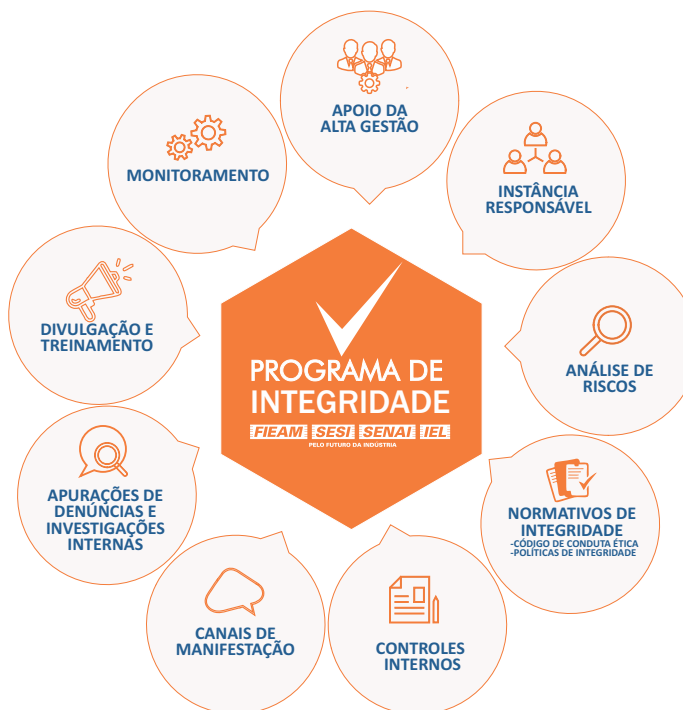 APOIO DA
ALTA GESTÃO
INSTÂNCIA
RESPONSÁVEL
ANÁLISE DE
RISCOS
NORMATIVOS DE
INTEGRIDADE
-CÓDIGO DE CONDUTA ÉTICA
-POLÍTICAS DE INTEGRIDADE
CONTROLES
INTERNOS
CANAIS DE
MANIFESTAÇÃO
APURAÇÕES DE
DENÚNCIAS E
INVESTIGAÇÕES
INTERNAS
DIVULGAÇÃO E
TREINAMENTO
MONITORAMENTO
PROGRAMA DE
INTEGRIDADE
FIEAM SESI SENAI IEL
PELO FUTURO DA INDÚSTRIA